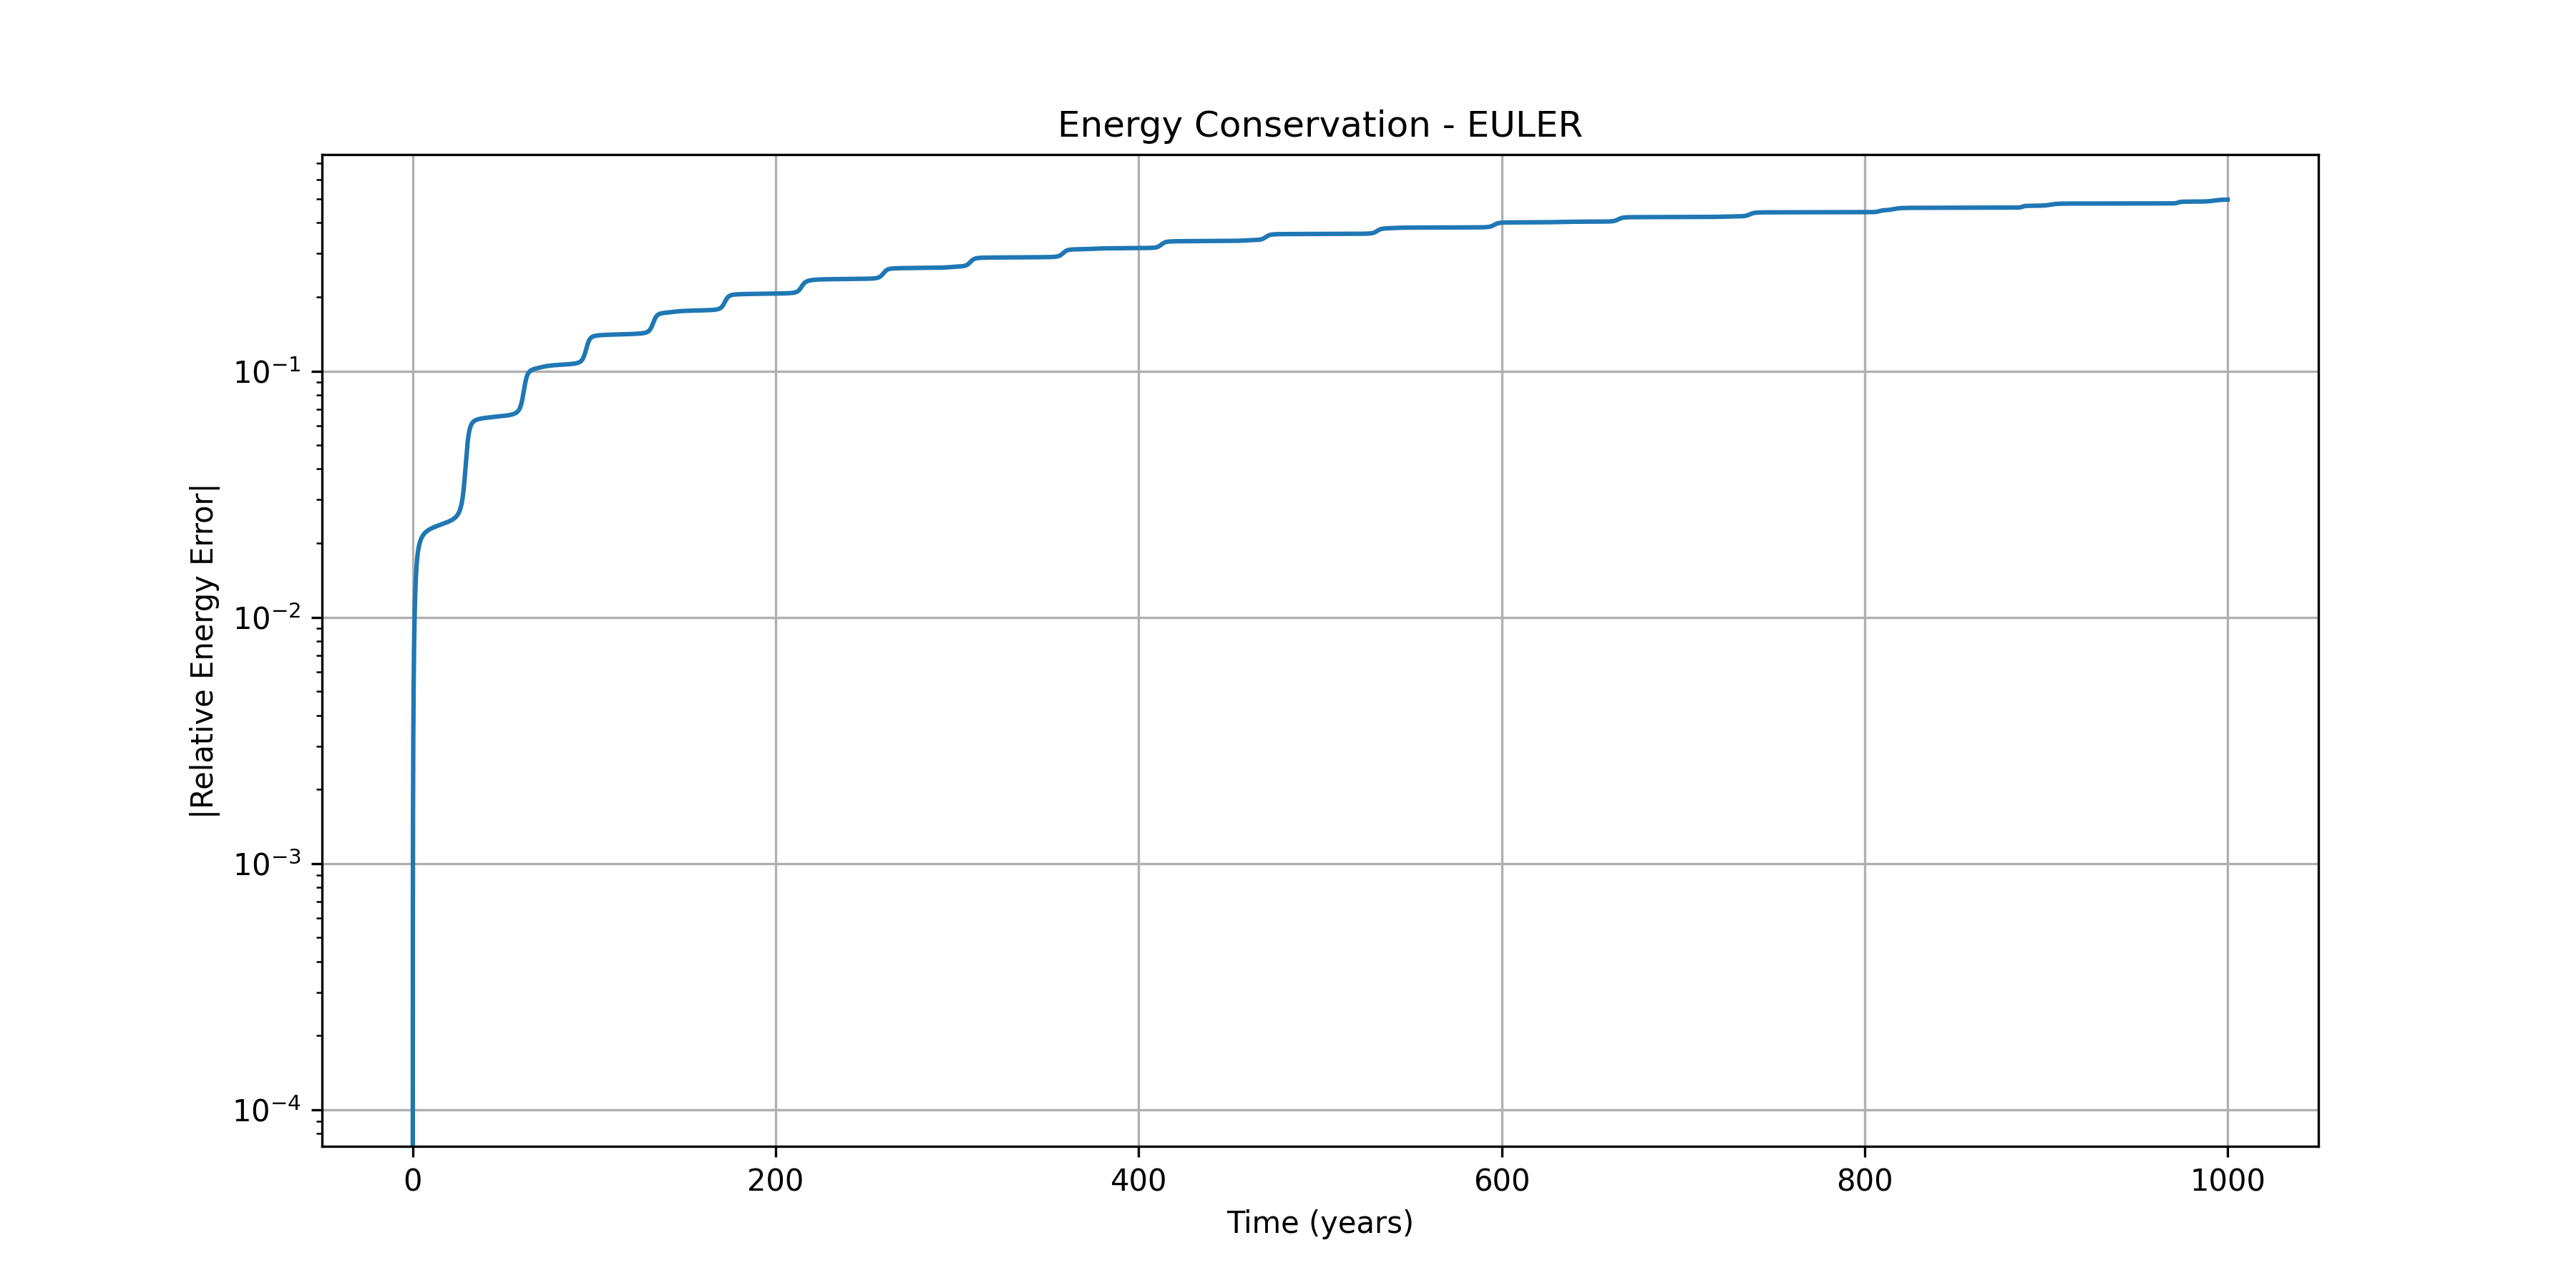 Energy Conservation - EULER
|Relative Energy Error|
10⁻¹
10⁻²
10⁻³
10⁻⁴
0 200 400 600 800 1000
Time (years)